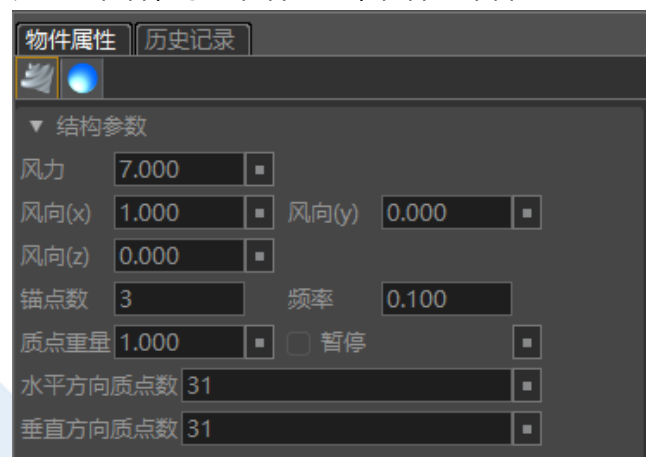 物件属性 历史记录
▼ 结构参数
风力 7.000
风向(x) 1.000 风向(y) 0.000
风向(z) 0.000
锚点数 3 频率 0.100
质点重量 1.000 暂停
水平方向质点数 31
垂直方向质点数 31